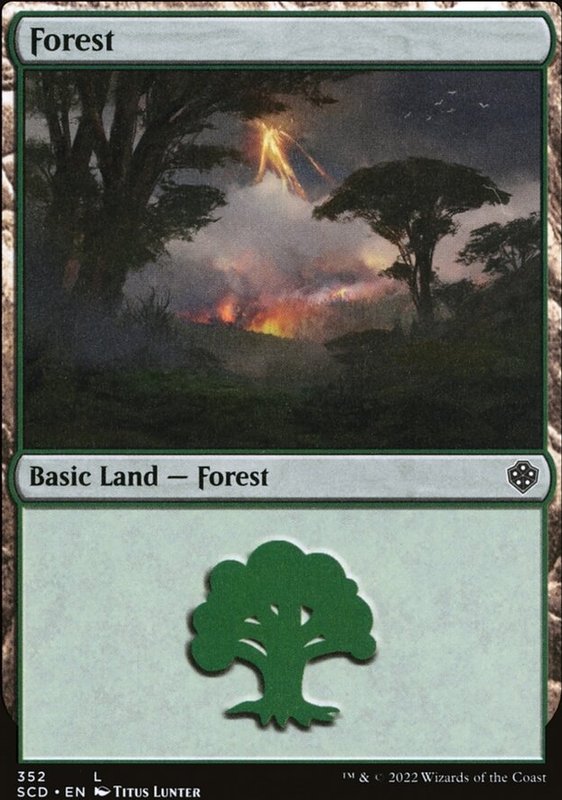 Forest
Basic Land — Forest
352 L
SCD • EN Titus Lunter
™ & © 2022 Wizards of the Coast